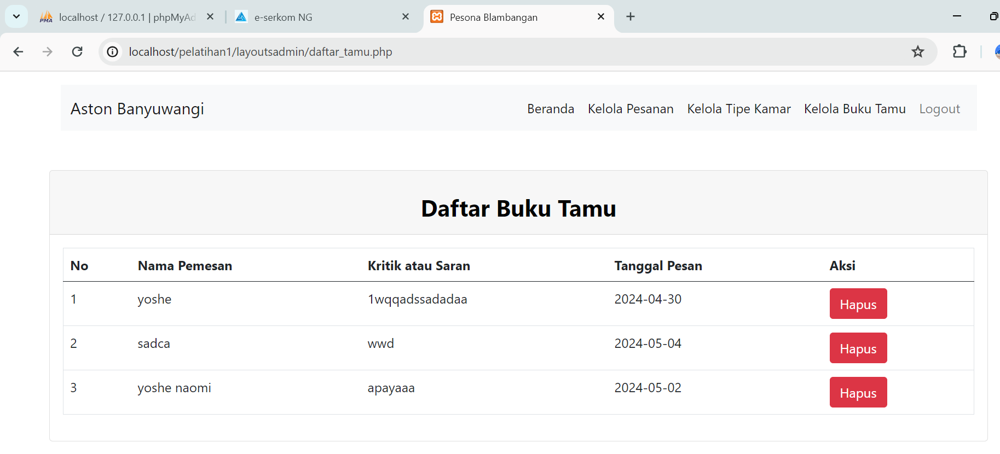 localhost / 127.0.0.1 | phpMyAd
e-serkom NG
Pesona Blambangan
localhost/pelatihan1/layoutsadmin/daftar_tamu.php
Aston Banyuwangi
Beranda Kelola Pesanan Kelola Tipe Kamar Kelola Buku Tamu Logout
Daftar Buku Tamu
No Nama Pemesan Kritik atau Saran Tanggal Pesan Aksi
1 yoshe 1wqqadssadadaa 2024-04-30 Hapus
2 sadca wwd 2024-05-04 Hapus
3 yoshe naomi apayaaa 2024-05-02 Hapus